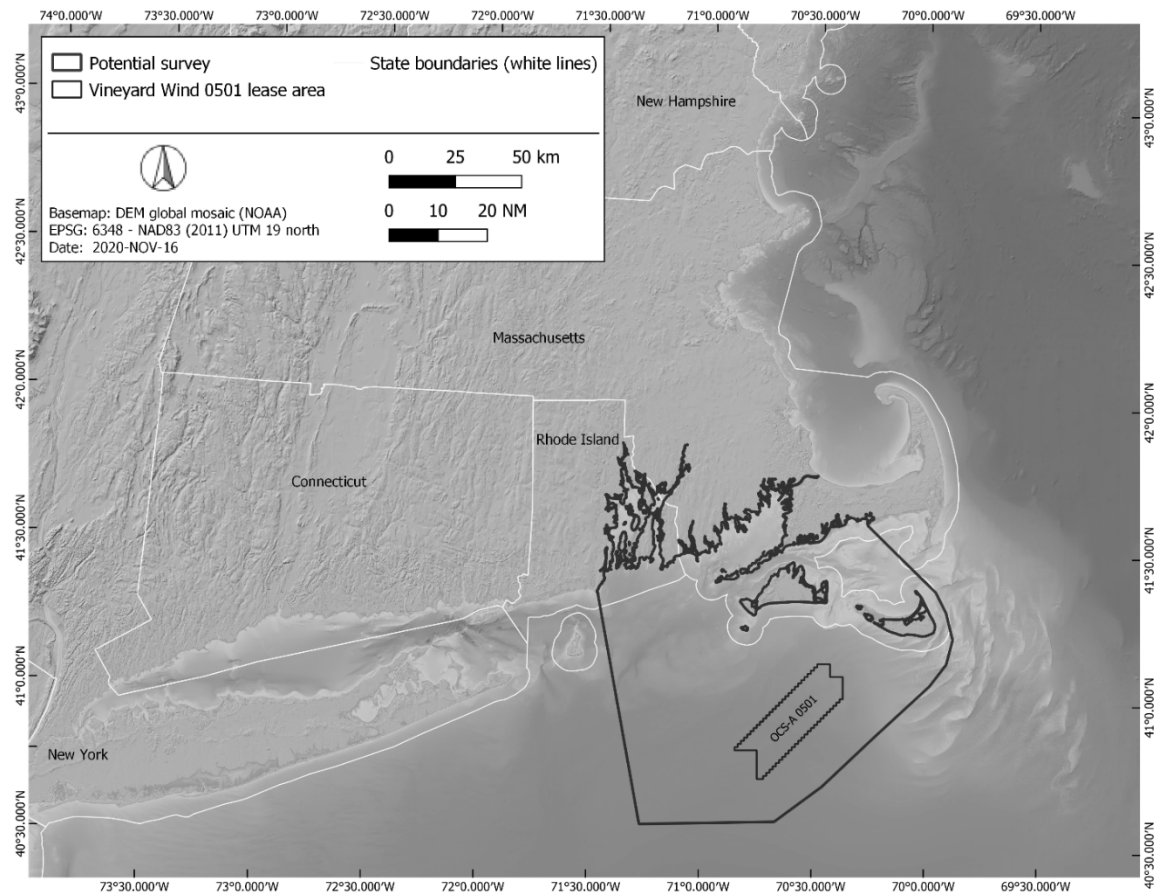 74°0.000'W 73°30.000'W 73°0.000'W 72°30.000'W 72°0.000'W 71°30.000'W 71°0.000'W 70°30.000'W 70°0.000'W 69°30.000'W
Potential survey
State boundaries (white lines)
Vineyard Wind 0501 lease area
0 25 50 km
0 10 20 NM
Basemap: DEM global mosaic (NOAA)
EPSG: 6348 - NAD83 (2011) UTM 19 north
Date: 2020-NOV-16
New Hampshire
Massachusetts
Rhode Island
Connecticut
New York
OCS-A 0501
43°0.000'N
42°30.000'N
42°0.000'N
41°30.000'N
41°0.000'N
40°30.000'N
43°0.000'N
42°30.000'N
42°0.000'N
41°30.000'N
41°0.000'N
40°30.000'N
73°30.000'W 73°0.000'W 72°30.000'W 72°0.000'W 71°30.000'W 71°0.000'W 70°30.000'W 70°0.000'W 69°30.000'W